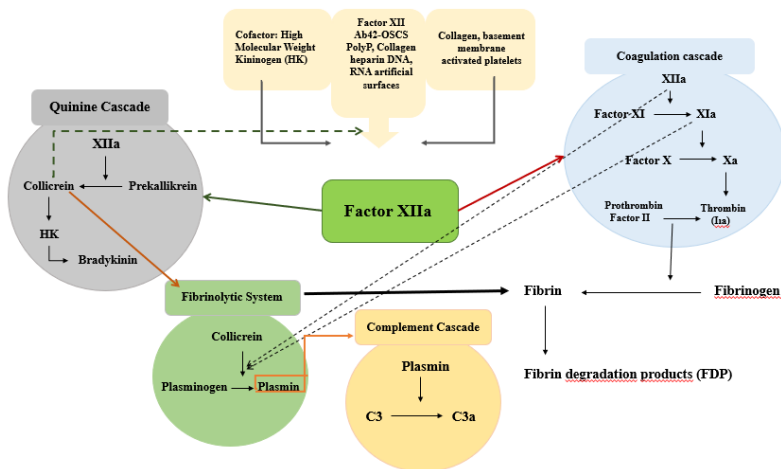 Cofactor: High
Molecular Weight
Kininogen (HK)
Factor XII
Ab42-OSCS
PolyP, Collagen
heparin DNA,
RNA artificial
surfaces
Collagen, basement
membrane
activated platelets
Coagulation cascade
XIIa
Factor XI
XIa
Factor X
Xa
Prothrombin
Factor II
Thrombin
(Iıa)
Quinine Cascade
XIIa
Collicrein
Prekallikrein
HK
Bradykinin
Factor XIIa
Fibrinolytic System
Collicrein
Plasminogen
Plasmin
Complement Cascade
Plasmin
C3
C3a
Fibrin
Fibrinogen
Fibrin degradation products (FDP)